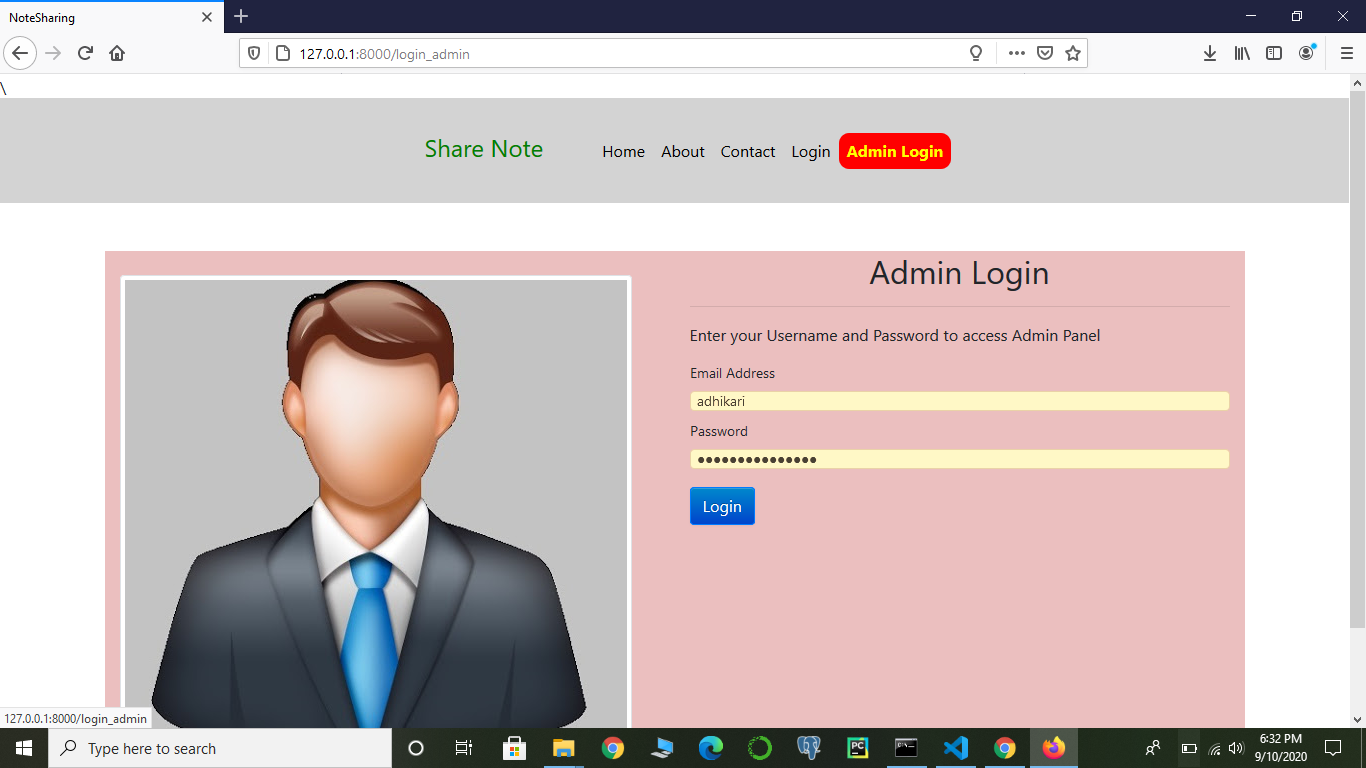 NoteSharing
127.0.0.1:8000/login_admin
\
Share Note Home About Contact Login Admin Login
Admin Login
Enter your Username and Password to access Admin Panel
Email Address
adhikari
Password
●●●●●●●●●●●●●●●
Login
127.0.0.1:8000/login_admin
Type here to search
PC
6:32 PM
9/10/2020